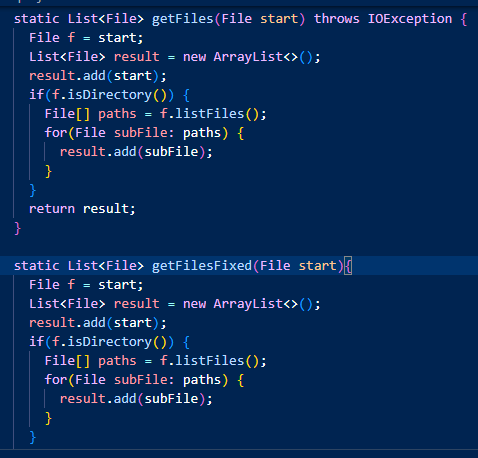 static List<File> getFiles(File start) throws IOException {
File f = start;
List<File> result = new ArrayList<>();
result.add(start);
if(f.isDirectory()) {
File[] paths = f.listFiles();
for(File subFile: paths) {
result.add(subFile);
}
}
return result;
}
static List<File> getFilesFixed(File start){
File f = start;
List<File> result = new ArrayList<>();
result.add(start);
if(f.isDirectory()) {
File[] paths = f.listFiles();
for(File subFile: paths) {
result.add(subFile);
}
}